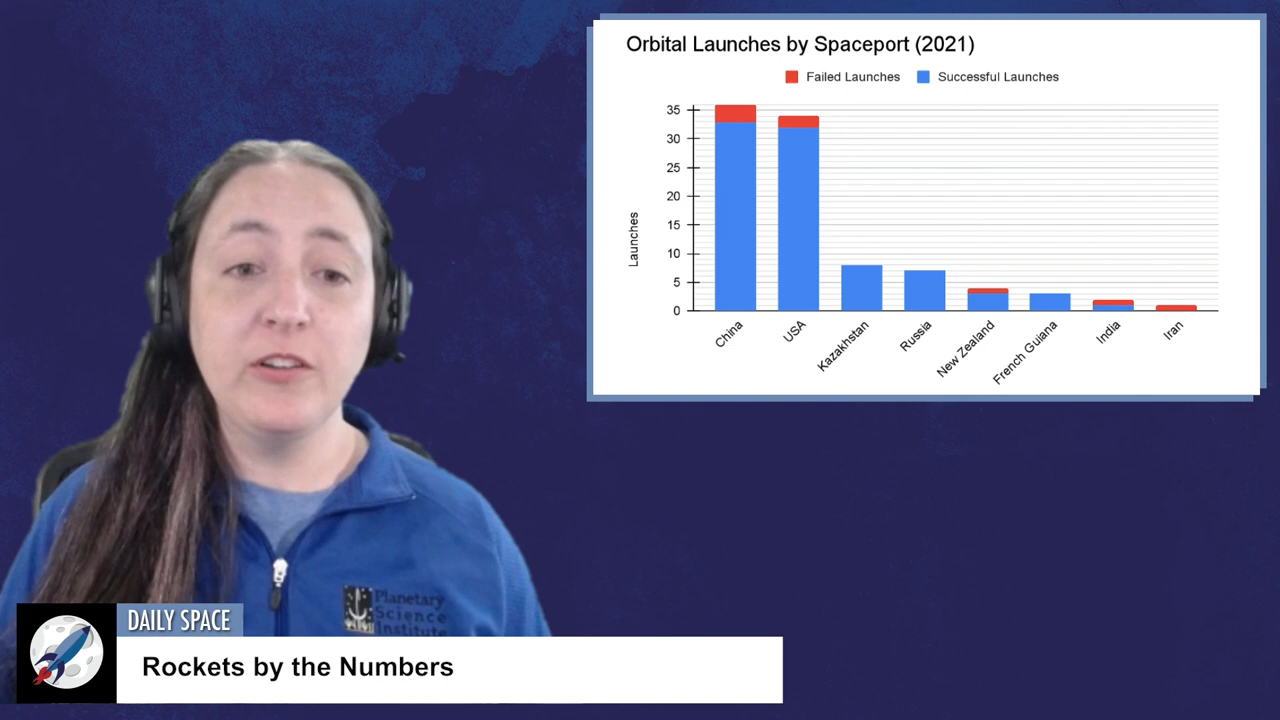 Orbital Launches by Spaceport (2021)
Failed Launches Successful Launches
35
30
25
20
15
10
5
0
Launches
China USA Kazakhstan Russia New Zealand French Guiana India Iran
Planetary
Science
Institute
DAILY SPACE
Rockets by the Numbers